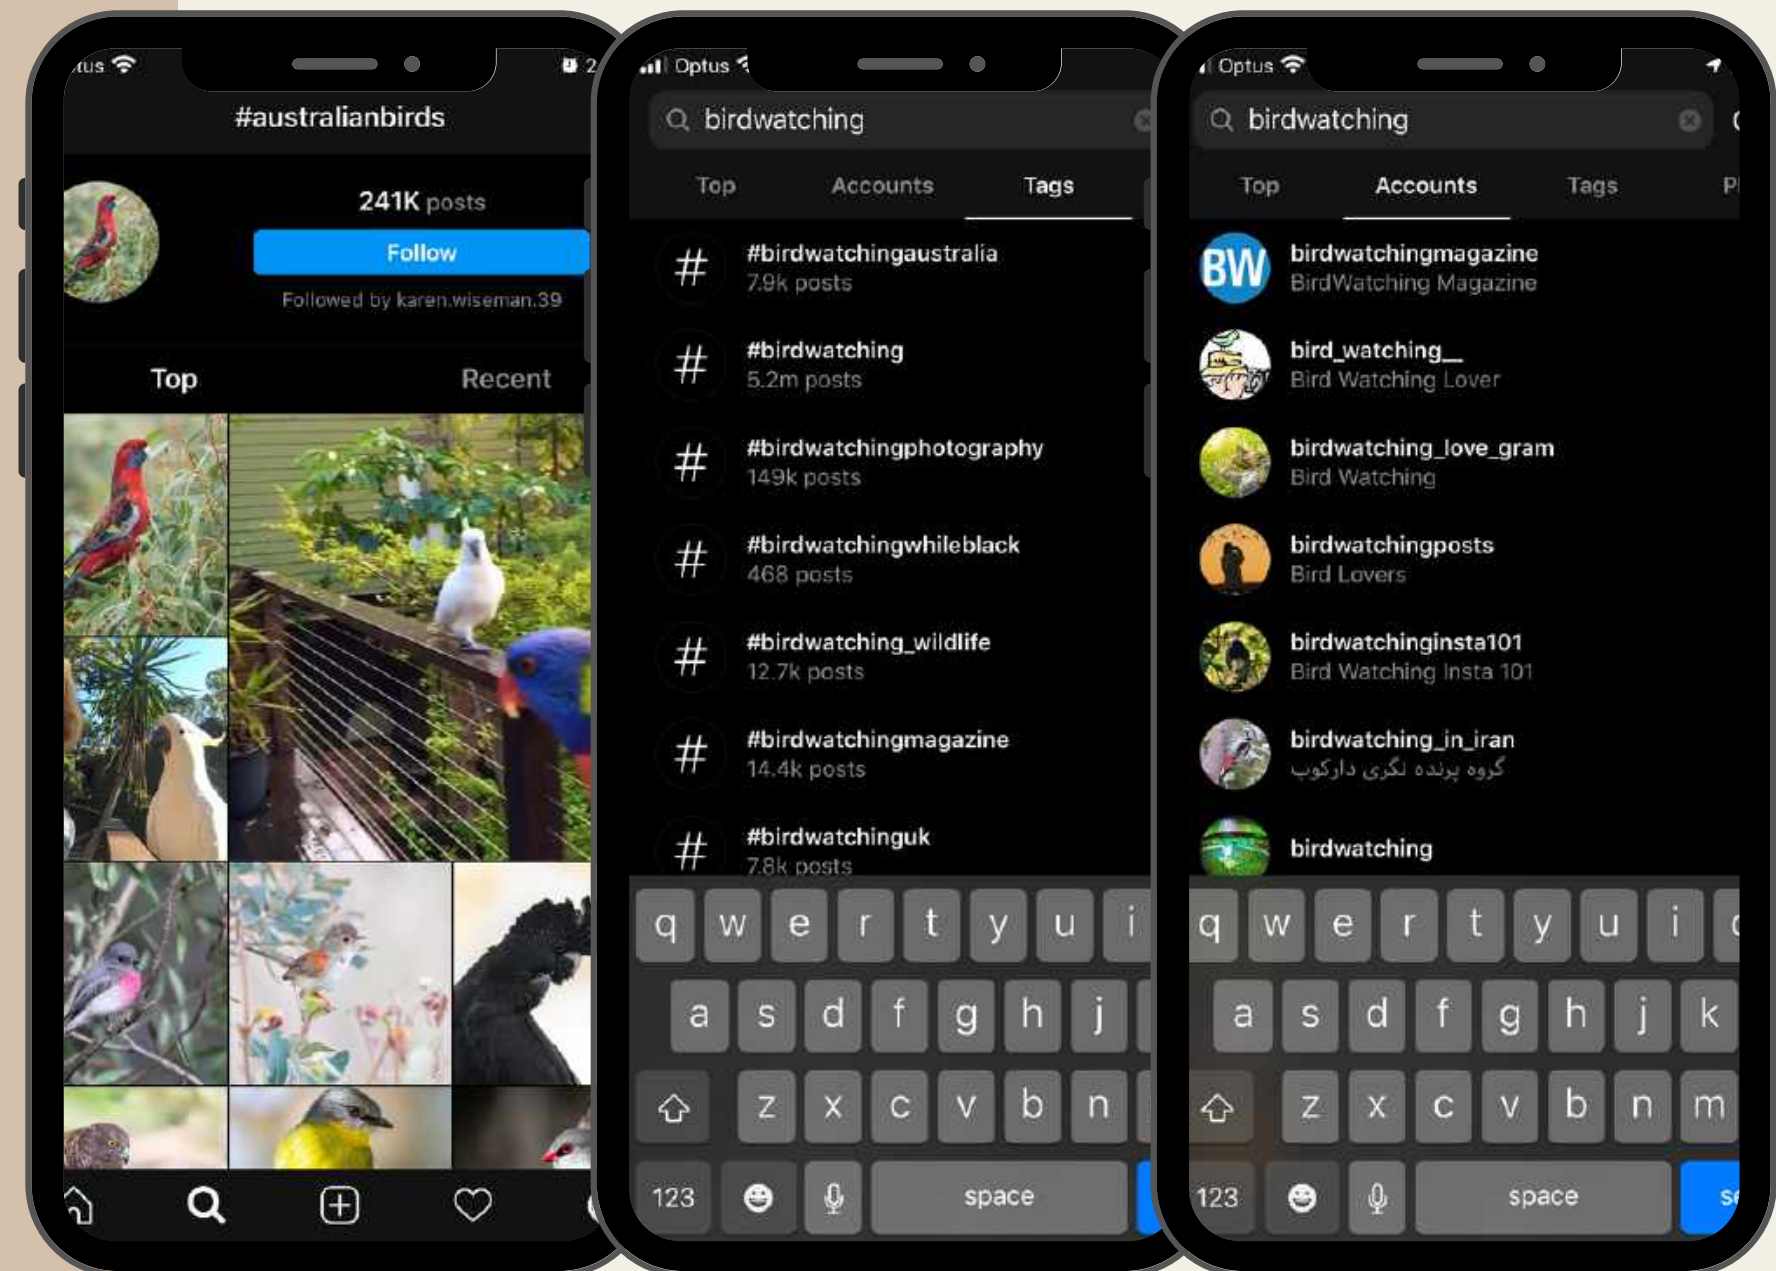 #australianbirds
241K posts
Follow
Followed by karen.wiseman.39
Top Recent
Optus
birdwatching
Top Accounts Tags
#birdwatchingaustralia
7.9k posts
#birdwatching
5.2m posts
#birdwatchingphotography
149k posts
#birdwatchingwhileblack
468 posts
#birdwatching_wildlife
12.7k posts
#birdwatchingmagazine
14.4k posts
#birdwatchinguk
7.8k posts
q w e r t y u i
a s d f g h j
z x c v b n
123 space
Optus
birdwatching
Top Accounts Tags
BW
birdwatchingmagazine
BirdWatching Magazine
bird_watching__
Bird Watching Lover
birdwatching_love_gram
Bird Watching
birdwatchingposts
Bird Lovers
birdwatchinginsta101
Bird Watching Insta 101
birdwatching_in_iran
گروه پرنده نگری دارکوب
birdwatching
q w e r t y u i
a s d f g h j k
z x c v b n m
123 space